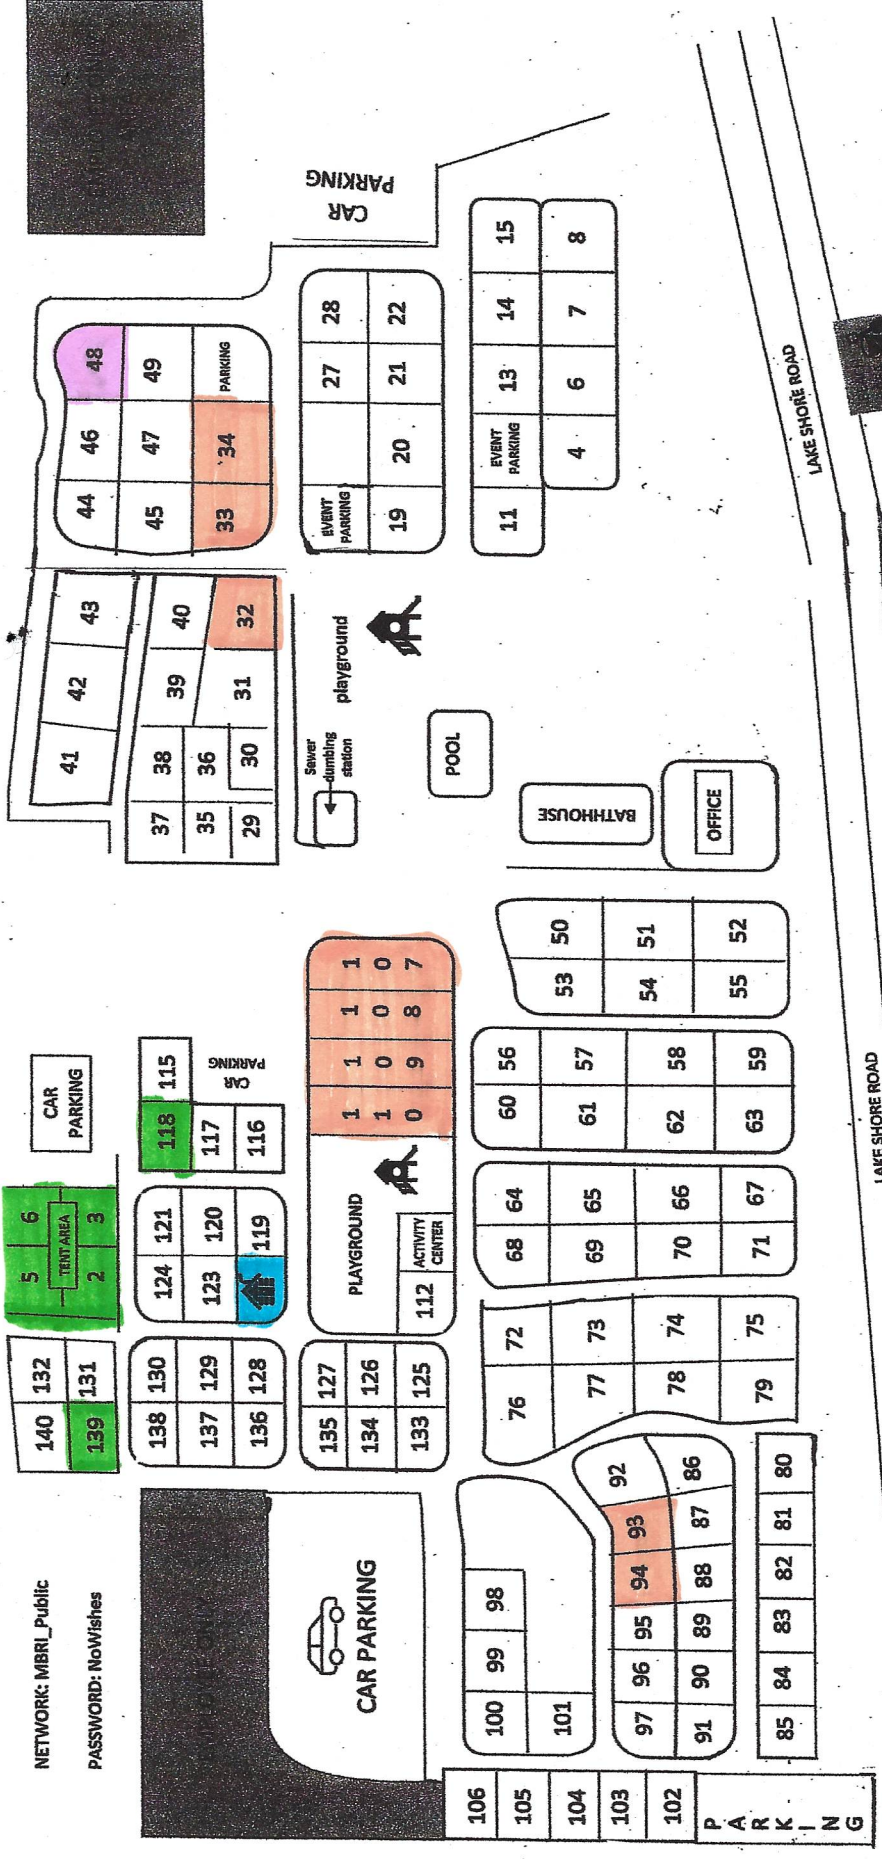 NETWORK: MBRI_Public
PASSWORD: NoWishes
EMPLOYEE ONLY
CAR PARKING
140 132
139 131
5 6
TENT AREA
2 3
CAR
PARKING
138 130
137 129
136 128
124 121
123 120
119
118 115
117
116
CAR
PARKING
135 127
134 126
133 125
PLAYGROUND
112
ACTIVITY
CENTER
110 109 108 107
41 42 43
37 38 39 40
35 36
29 30 31 32
Sewer
dumbing
station
playground
POOL
BATHHOUSE
OFFICE
44 46 48
45 47 49
33 34 PARKING
EVENT
PARKING
27 28
19 20 21 22
CAR
PARKING
11
EVENT
PARKING
13 14 15
4 6 7 8
100 99 98
101
106
105
104
103
102
PARKING
97 96 95 94 93 92
91 90 89 88 87 86
85 84 83 82 81 80
76 72
77 73
78 74
79 75
68 64
69 65
70 66
71 67
60 56
61 57
62 58
63 59
53 50
54 51
55 52
LAKE SHORE ROAD
LAKE SHORE ROAD